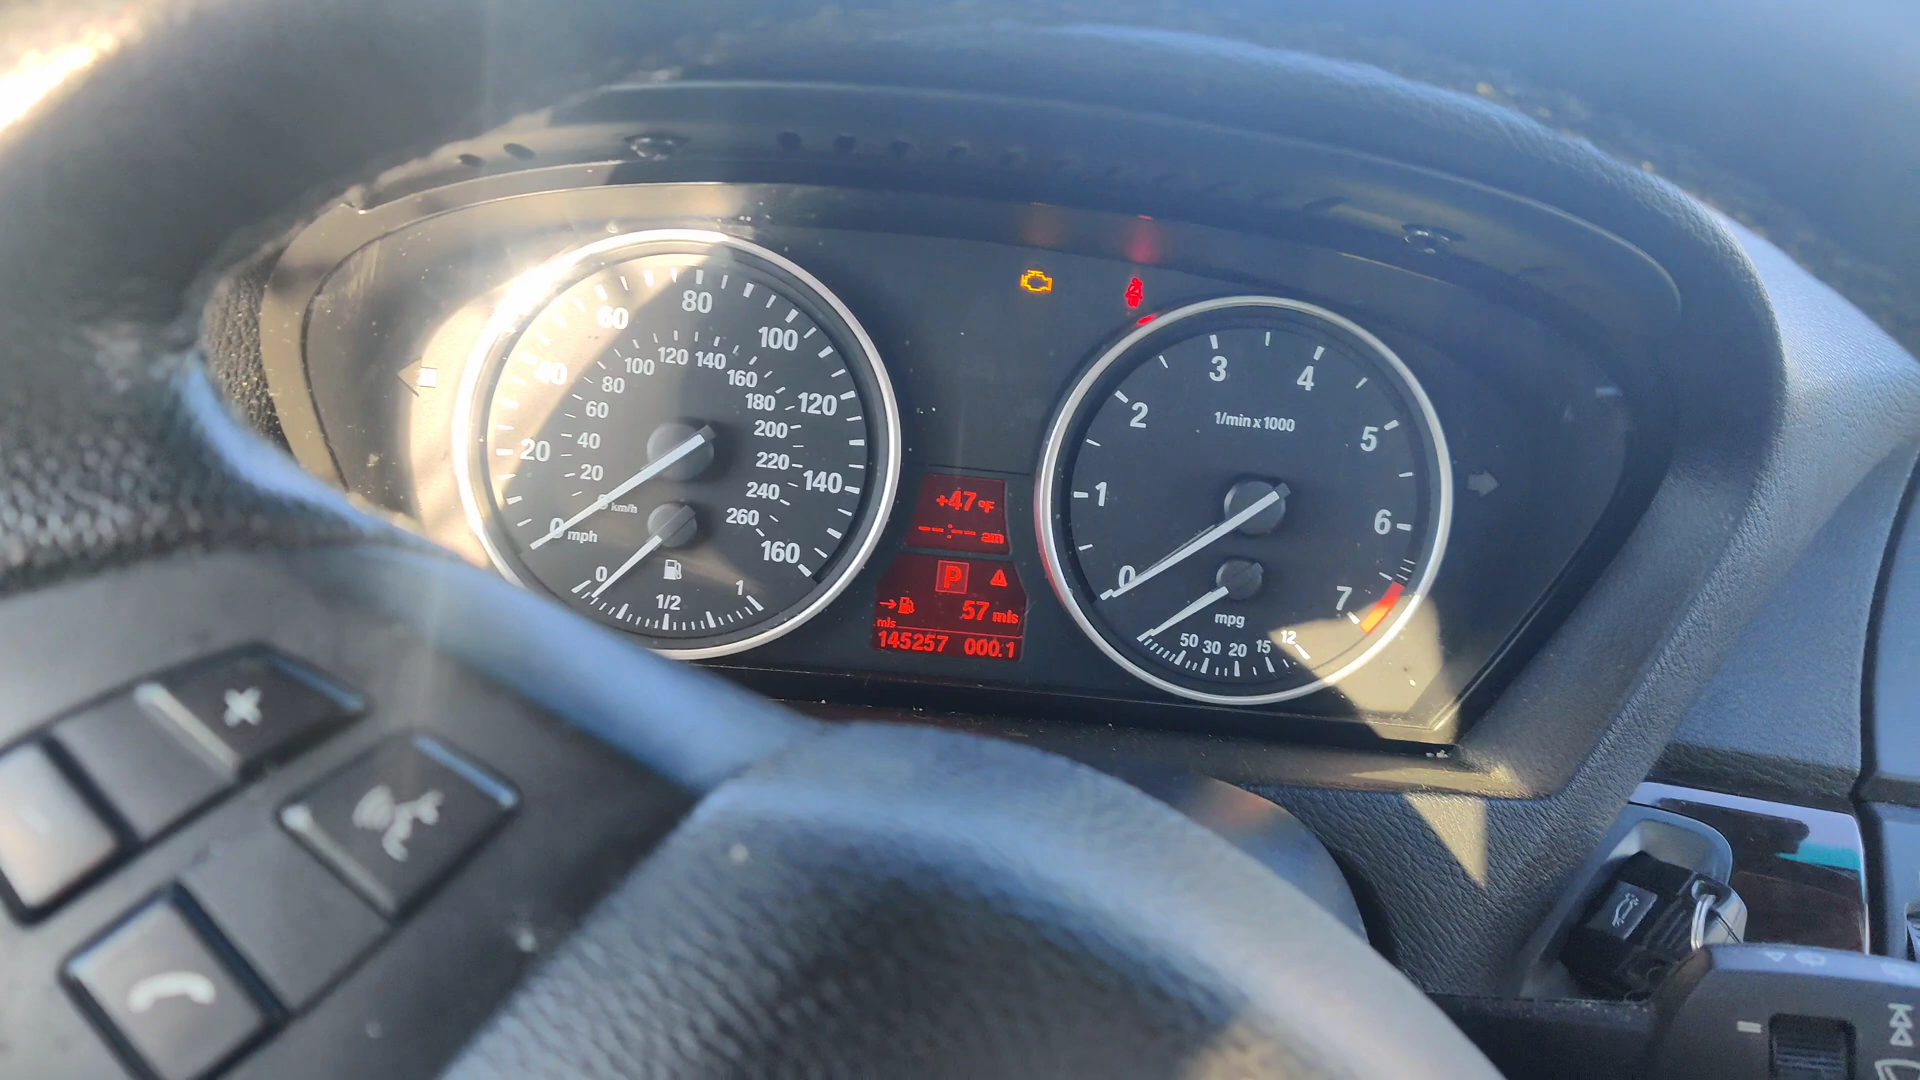 80
60
100
40
120
20
140
0 mph
160
100 120 140
80 160
60 180
40 200
20 220
0 km/h 240
260
0 1/2 1
+47 °F
--:-- am
P
57 mls
mls
145257 000.1
3 4
2 5
1 6
0 7
1/min x 1000
mpg
50 30 20 15 12
+